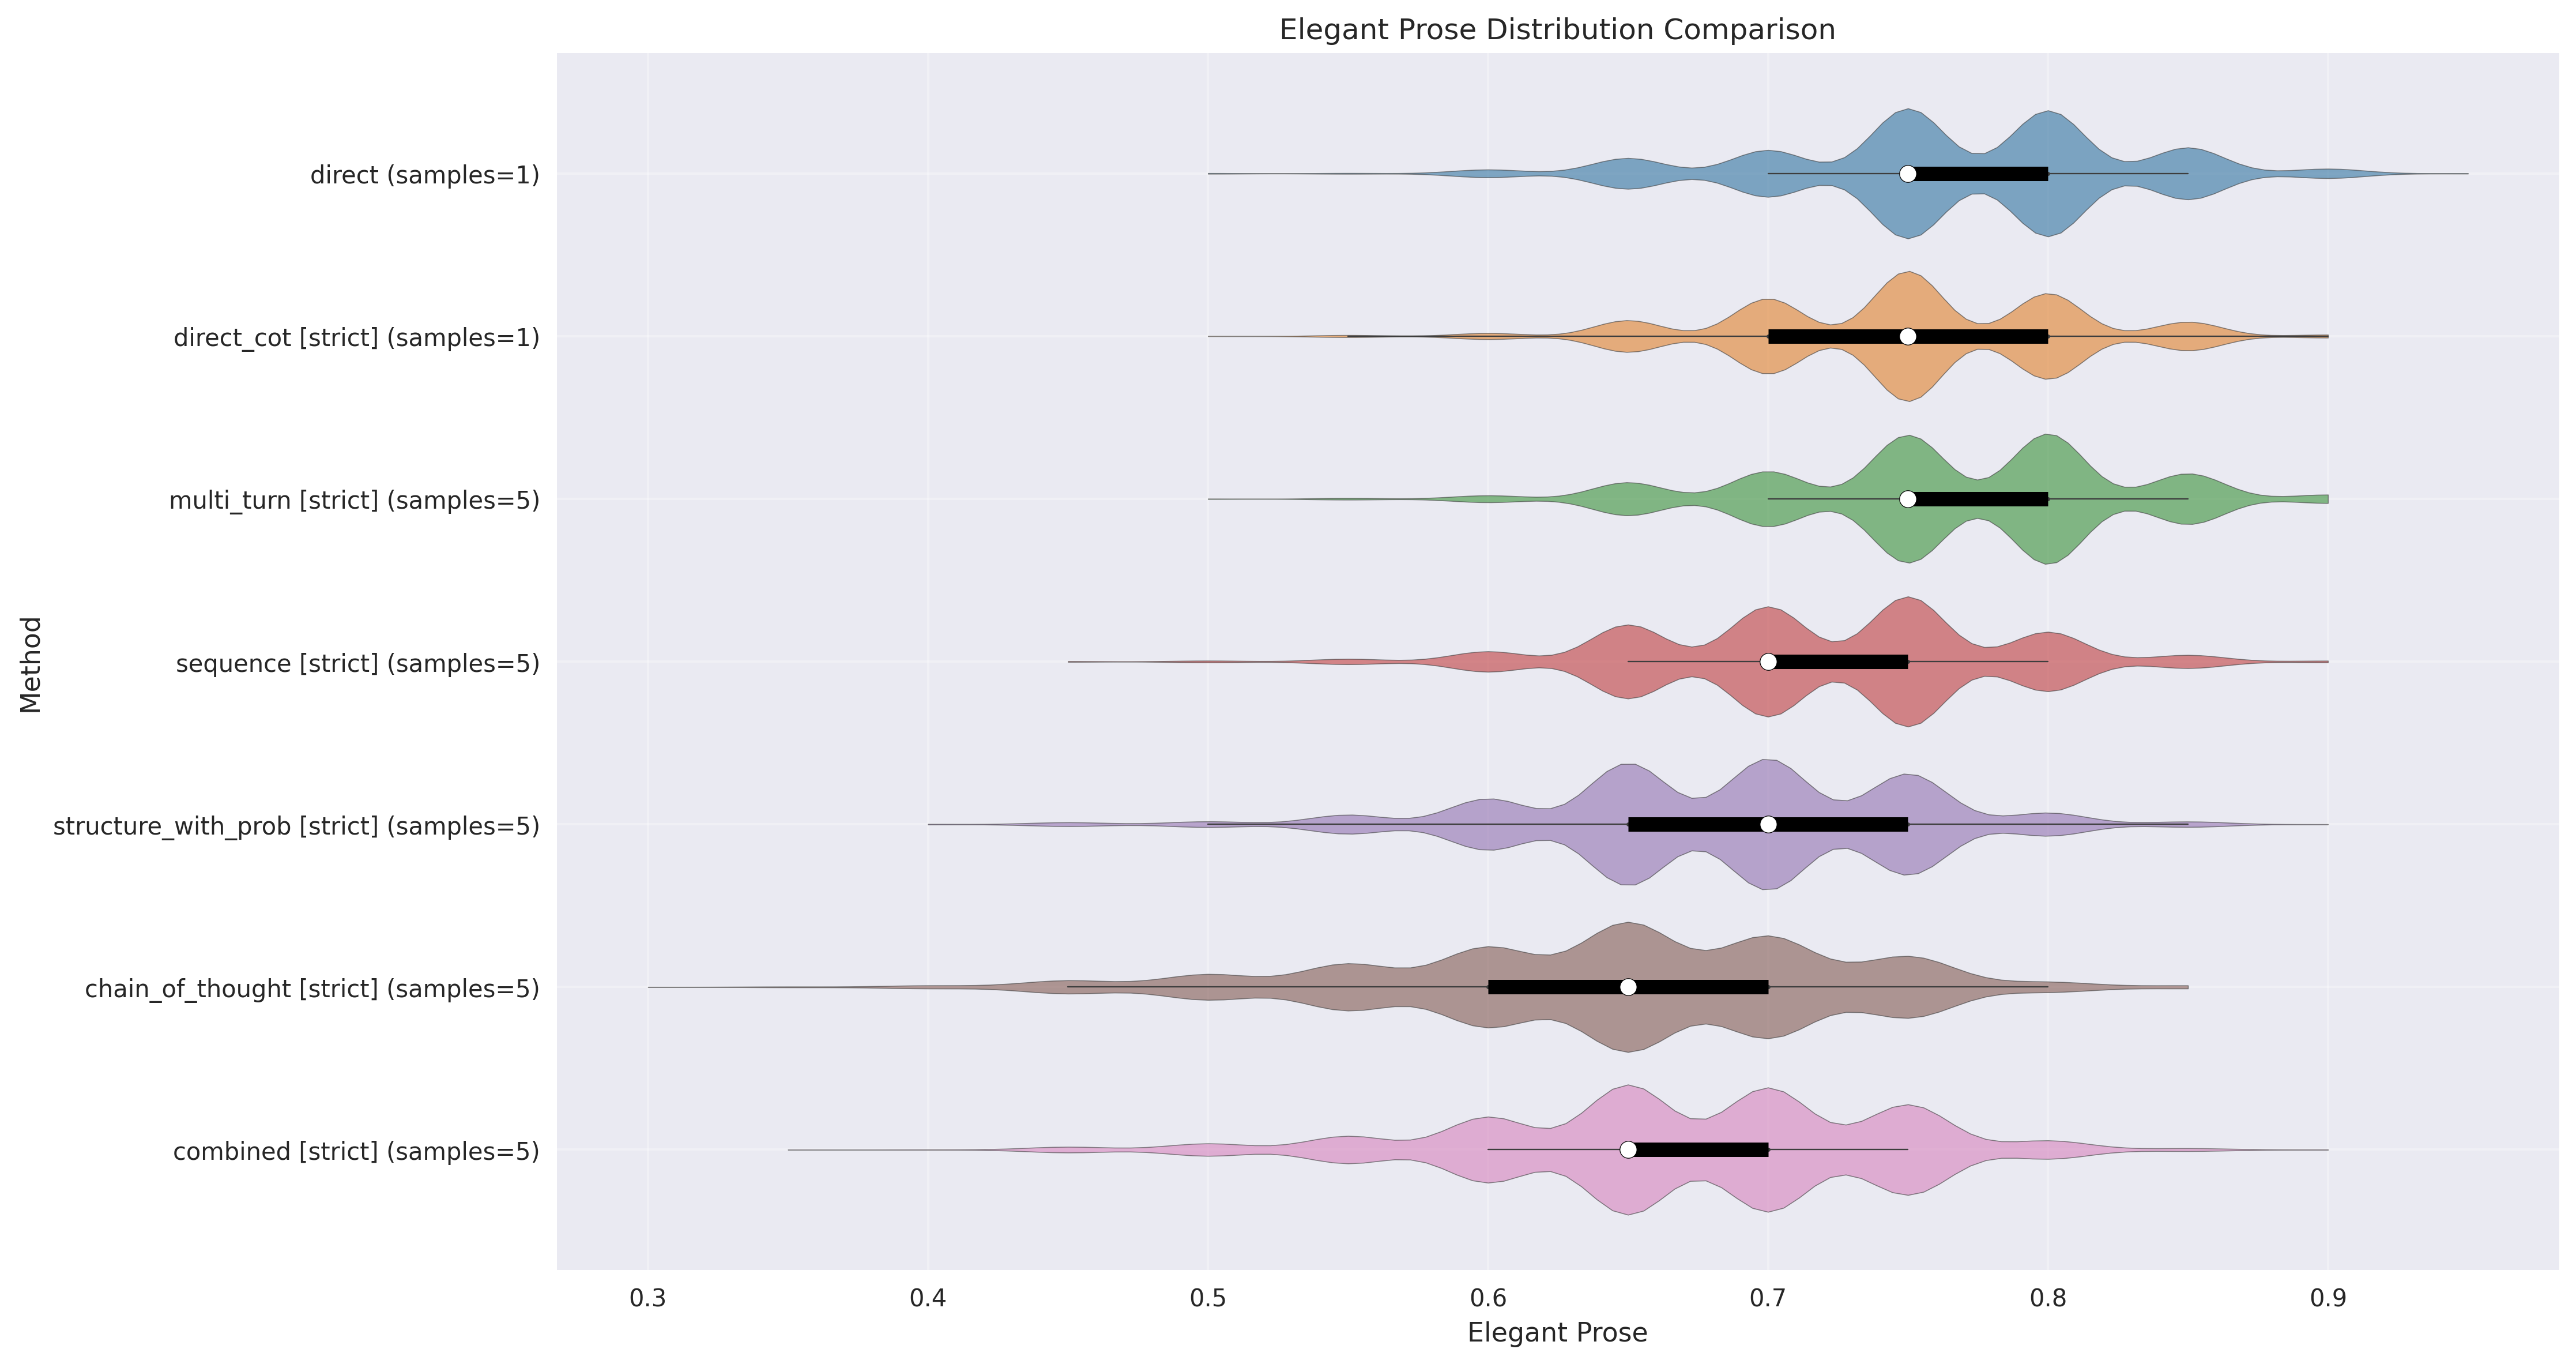 Elegant Prose Distribution Comparison
direct (samples=1)
direct_cot [strict] (samples=1)
multi_turn [strict] (samples=5)
sequence [strict] (samples=5)
structure_with_prob [strict] (samples=5)
chain_of_thought [strict] (samples=5)
combined [strict] (samples=5)
Method
0.3 0.4 0.5 0.6 0.7 0.8 0.9
Elegant Prose